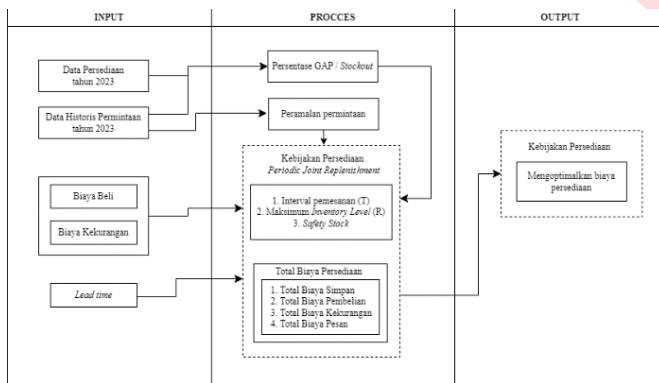 INPUT
PROCCES
OUTPUT
Data Persediaan
tahun 2023
Data Historis Permintaan
tahun 2023
Biaya Beli
Biaya Kekurangan
Lead time
Persentase GAP / Stockout
Peramalan permintaan
Kebijakan Persediaan
Periodic Joint Replenishment
1. Interval pemesanan (T)
2. Maksimum Inventory Level (R)
3. Safety Stock
Total Biaya Persediaan
1. Total Biaya Simpan
2. Total Biaya Pembelian
3. Total Biaya Kekurangan
4. Total Biaya Pesan
Kebijakan Persediaan
Mengoptimalkan biaya
persediaan